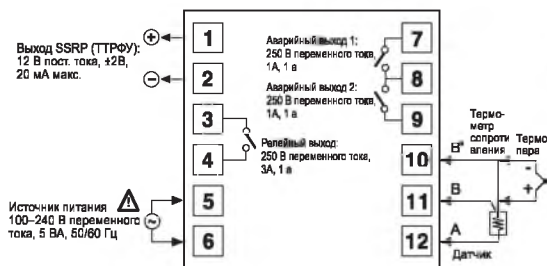 Выход SSRP (ТТРФУ):
12 В пост. тока, ±2В,
20 мА макс.
+
−
1
2
3
4
5
6
Источник питания
100–240 В переменного
тока, 5 ВА, 50/60 Гц
Аварийный выход 1:
250 В переменного тока,
1А, 1 а
Аварийный выход 2:
250 В переменного тока,
1А, 1 а
Релейный выход:
250 В переменного тока,
3А, 1 а
7
8
9
10
11
12
Термо-
метр
сопрот
ивления
Термо
пара
B'
B
A
-
+
Датчик